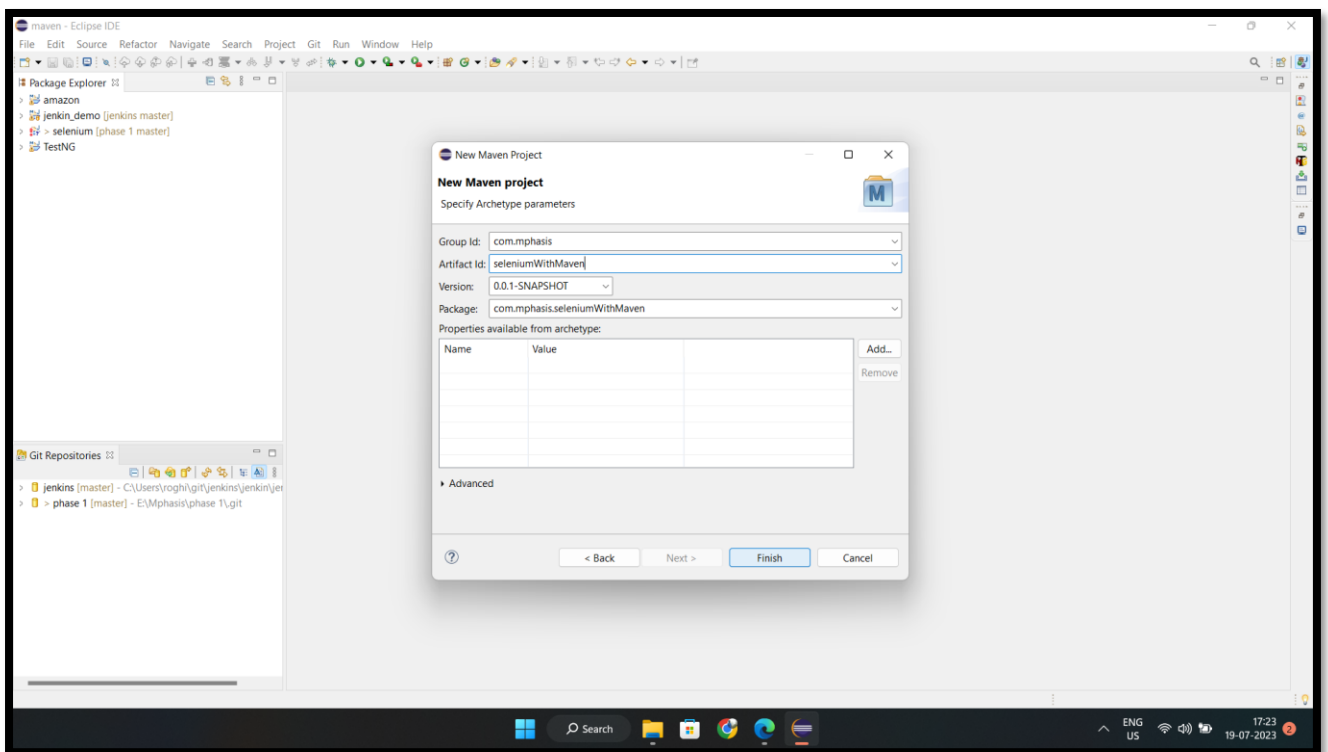 maven - Eclipse IDE
File Edit Source Refactor Navigate Search Project Git Run Window Help
Package Explorer
amazon
jenkin_demo [jenkins master]
> selenium [phase 1 master]
TestNG
New Maven Project
New Maven project
Specify Archetype parameters
M
Group Id: com.mphasis
Artifact Id: seleniumWithMaven
Version: 0.0.1-SNAPSHOT
Package: com.mphasis.seleniumWithMaven
Properties available from archetype:
Name Value
Add...
Remove
Advanced
< Back Next > Finish Cancel
Git Repositories
jenkins [master] - C:\Users\roghi\git\jenkins\jenkin\jer
> phase 1 [master] - E:\Mphasis\phase 1\.git
Search
ENG
US
17:23
19-07-2023
2